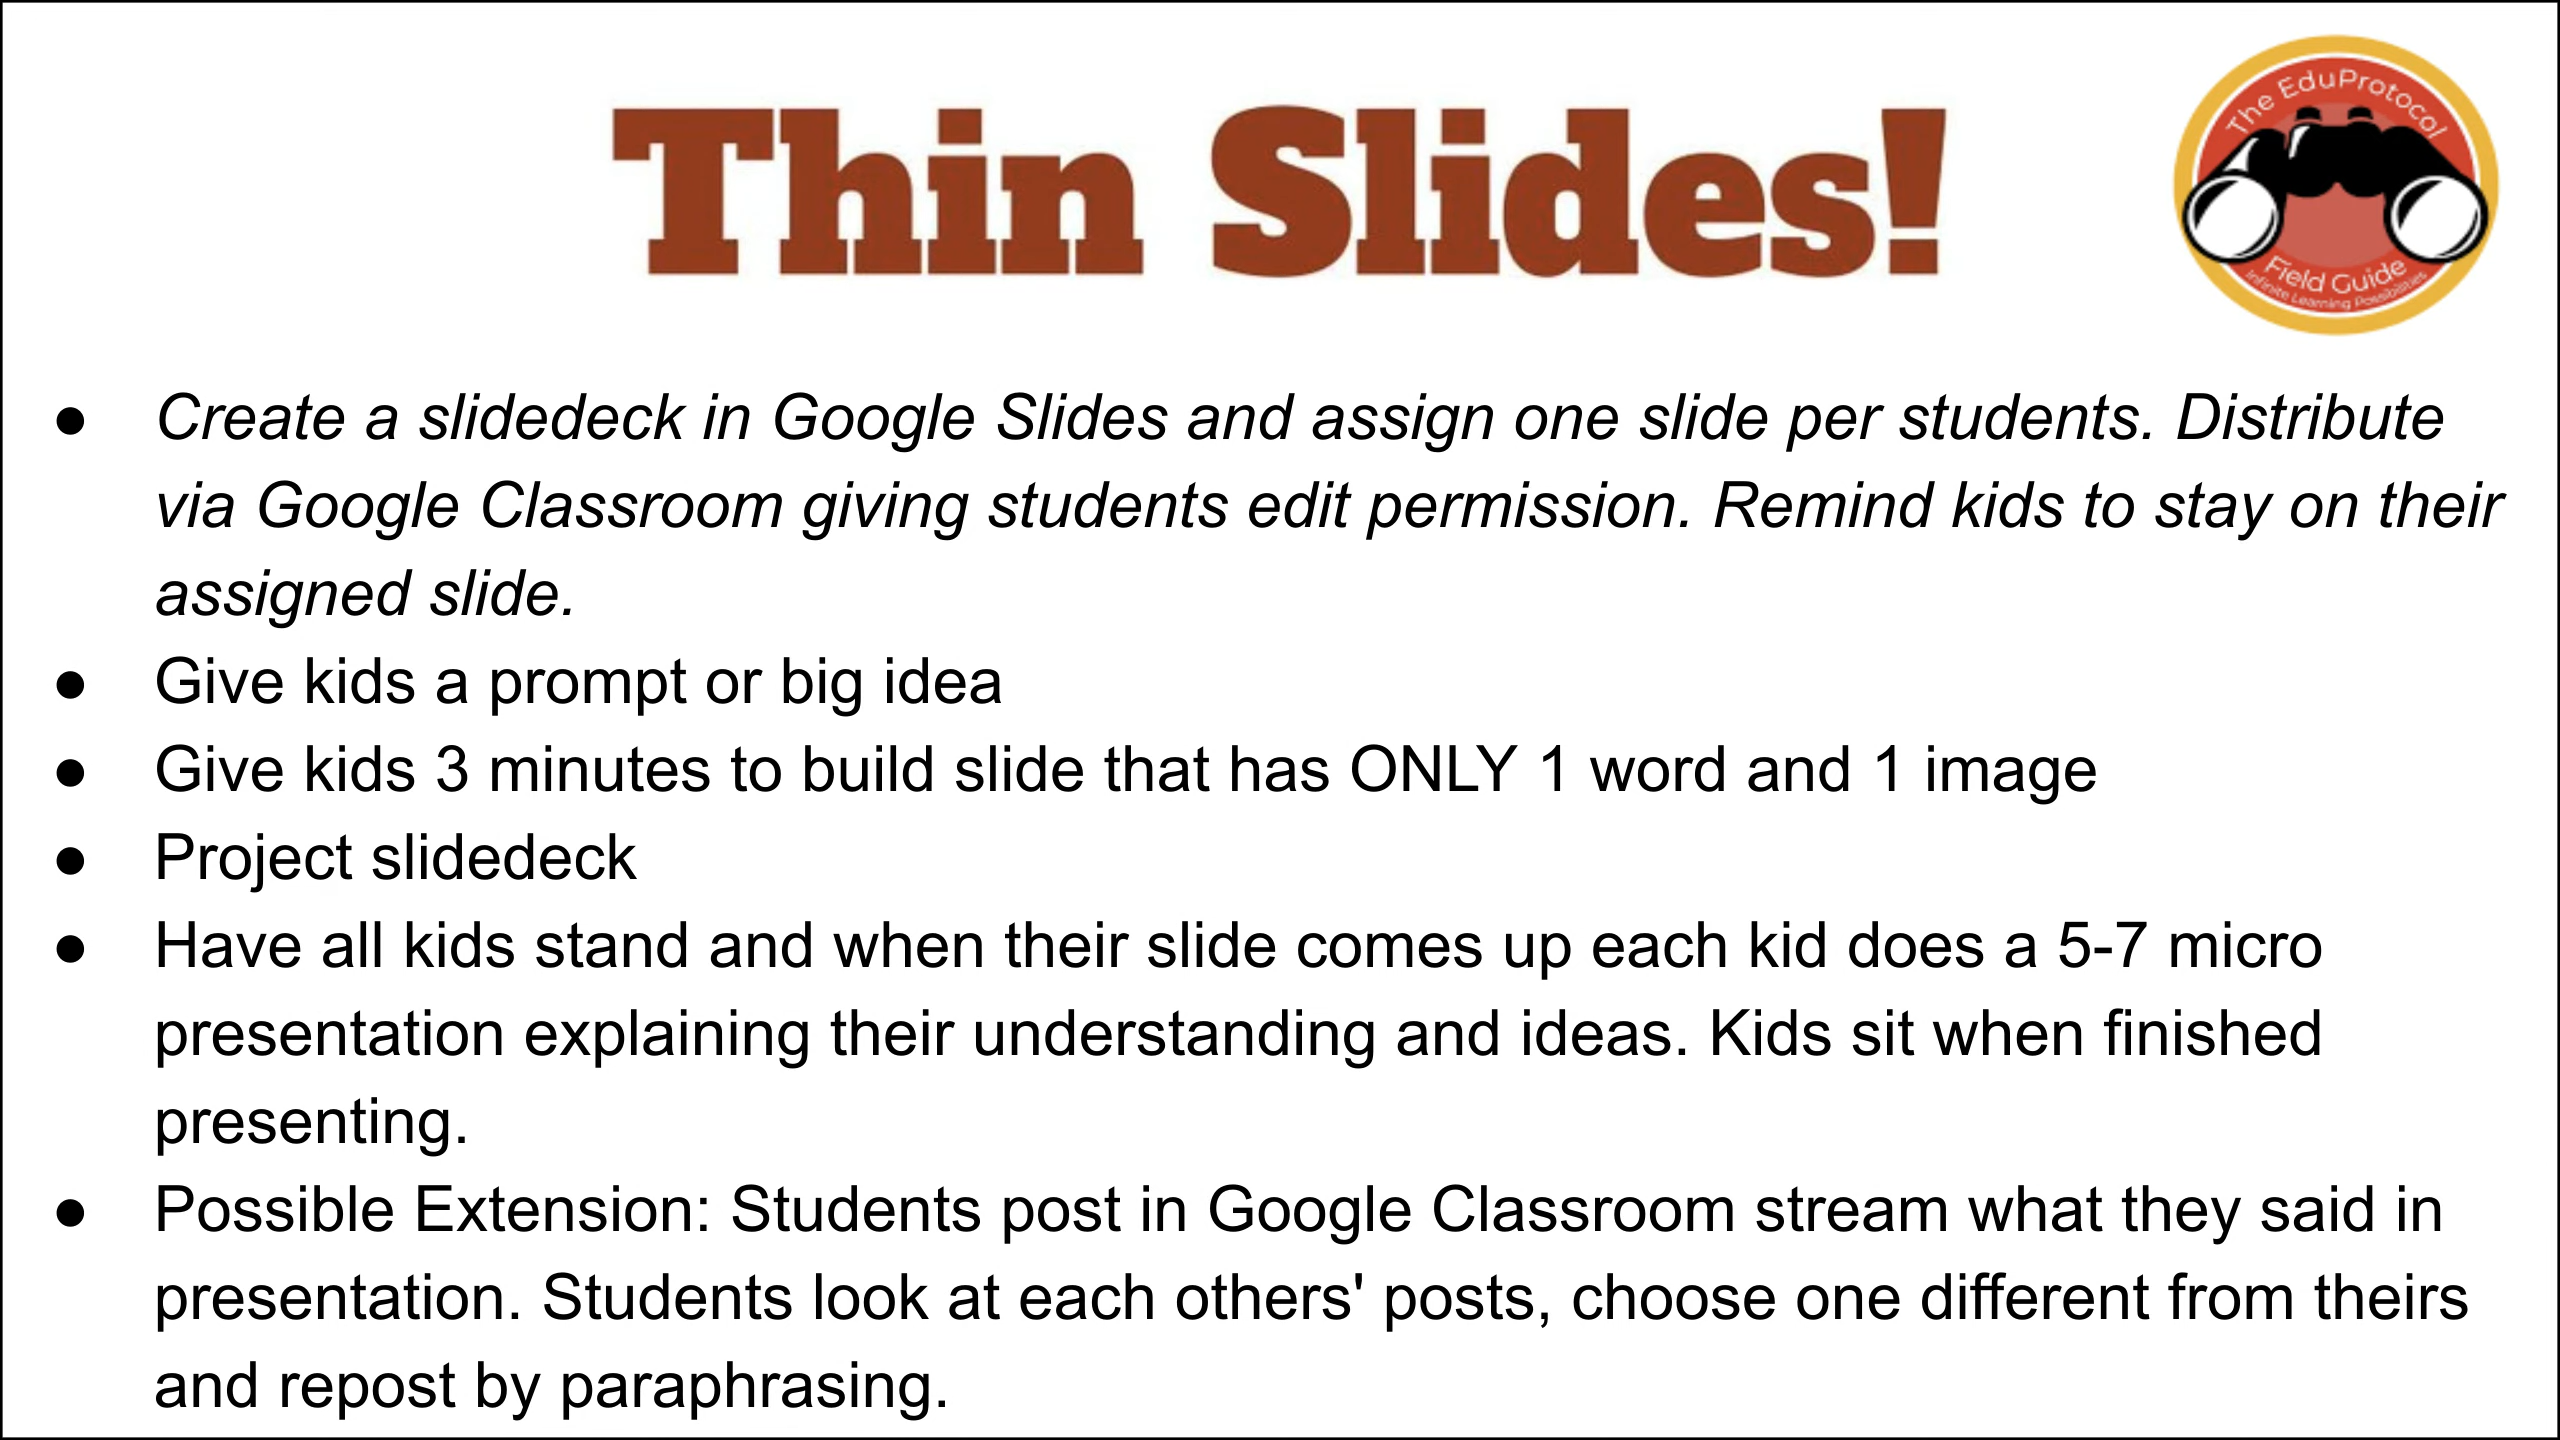 Thin Slides!
The EduProtocol
Field Guide
Infinite Learning Possibilities
● Create a slidedeck in Google Slides and assign one slide per students. Distribute
via Google Classroom giving students edit permission. Remind kids to stay on their
assigned slide.
● Give kids a prompt or big idea
● Give kids 3 minutes to build slide that has ONLY 1 word and 1 image
● Project slidedeck
● Have all kids stand and when their slide comes up each kid does a 5-7 micro
presentation explaining their understanding and ideas. Kids sit when finished
presenting.
● Possible Extension: Students post in Google Classroom stream what they said in
presentation. Students look at each others' posts, choose one different from theirs
and repost by paraphrasing.